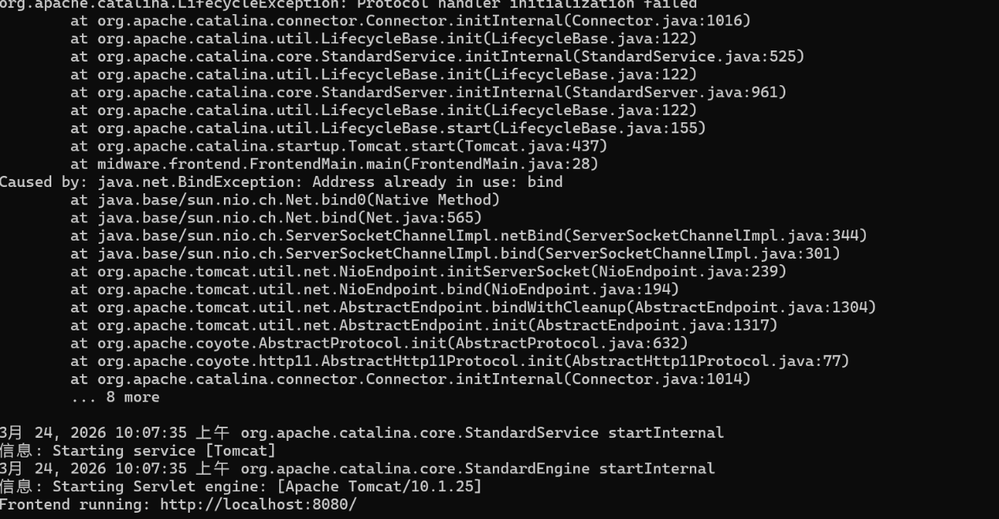 org.apache.catalina.LifecycleException: Protocol handler initialization failed
at org.apache.catalina.connector.Connector.initInternal(Connector.java:1016)
at org.apache.catalina.util.LifecycleBase.init(LifecycleBase.java:122)
at org.apache.catalina.core.StandardService.initInternal(StandardService.java:525)
at org.apache.catalina.util.LifecycleBase.init(LifecycleBase.java:122)
at org.apache.catalina.core.StandardServer.initInternal(StandardServer.java:961)
at org.apache.catalina.util.LifecycleBase.init(LifecycleBase.java:122)
at org.apache.catalina.util.LifecycleBase.start(LifecycleBase.java:155)
at org.apache.catalina.startup.Tomcat.start(Tomcat.java:437)
at midware.frontend.FrontendMain.main(FrontendMain.java:28)
Caused by: java.net.BindException: Address already in use: bind
at java.base/sun.nio.ch.Net.bind0(Native Method)
at java.base/sun.nio.ch.Net.bind(Net.java:565)
at java.base/sun.nio.ch.ServerSocketChannelImpl.netBind(ServerSocketChannelImpl.java:344)
at java.base/sun.nio.ch.ServerSocketChannelImpl.bind(ServerSocketChannelImpl.java:301)
at org.apache.tomcat.util.net.NioEndpoint.initServerSocket(NioEndpoint.java:239)
at org.apache.tomcat.util.net.NioEndpoint.bind(NioEndpoint.java:194)
at org.apache.tomcat.util.net.AbstractEndpoint.bindWithCleanup(AbstractEndpoint.java:1304)
at org.apache.tomcat.util.net.AbstractEndpoint.init(AbstractEndpoint.java:1317)
at org.apache.coyote.AbstractProtocol.init(AbstractProtocol.java:632)
at org.apache.coyote.http11.AbstractHttp11Protocol.init(AbstractHttp11Protocol.java:77)
at org.apache.catalina.connector.Connector.initInternal(Connector.java:1014)
... 8 more
3月 24, 2026 10:07:35 上午 org.apache.catalina.core.StandardService startInternal
信息: Starting service [Tomcat]
3月 24, 2026 10:07:35 上午 org.apache.catalina.core.StandardEngine startInternal
信息: Starting Servlet engine: [Apache Tomcat/10.1.25]
Frontend running: http://localhost:8080/